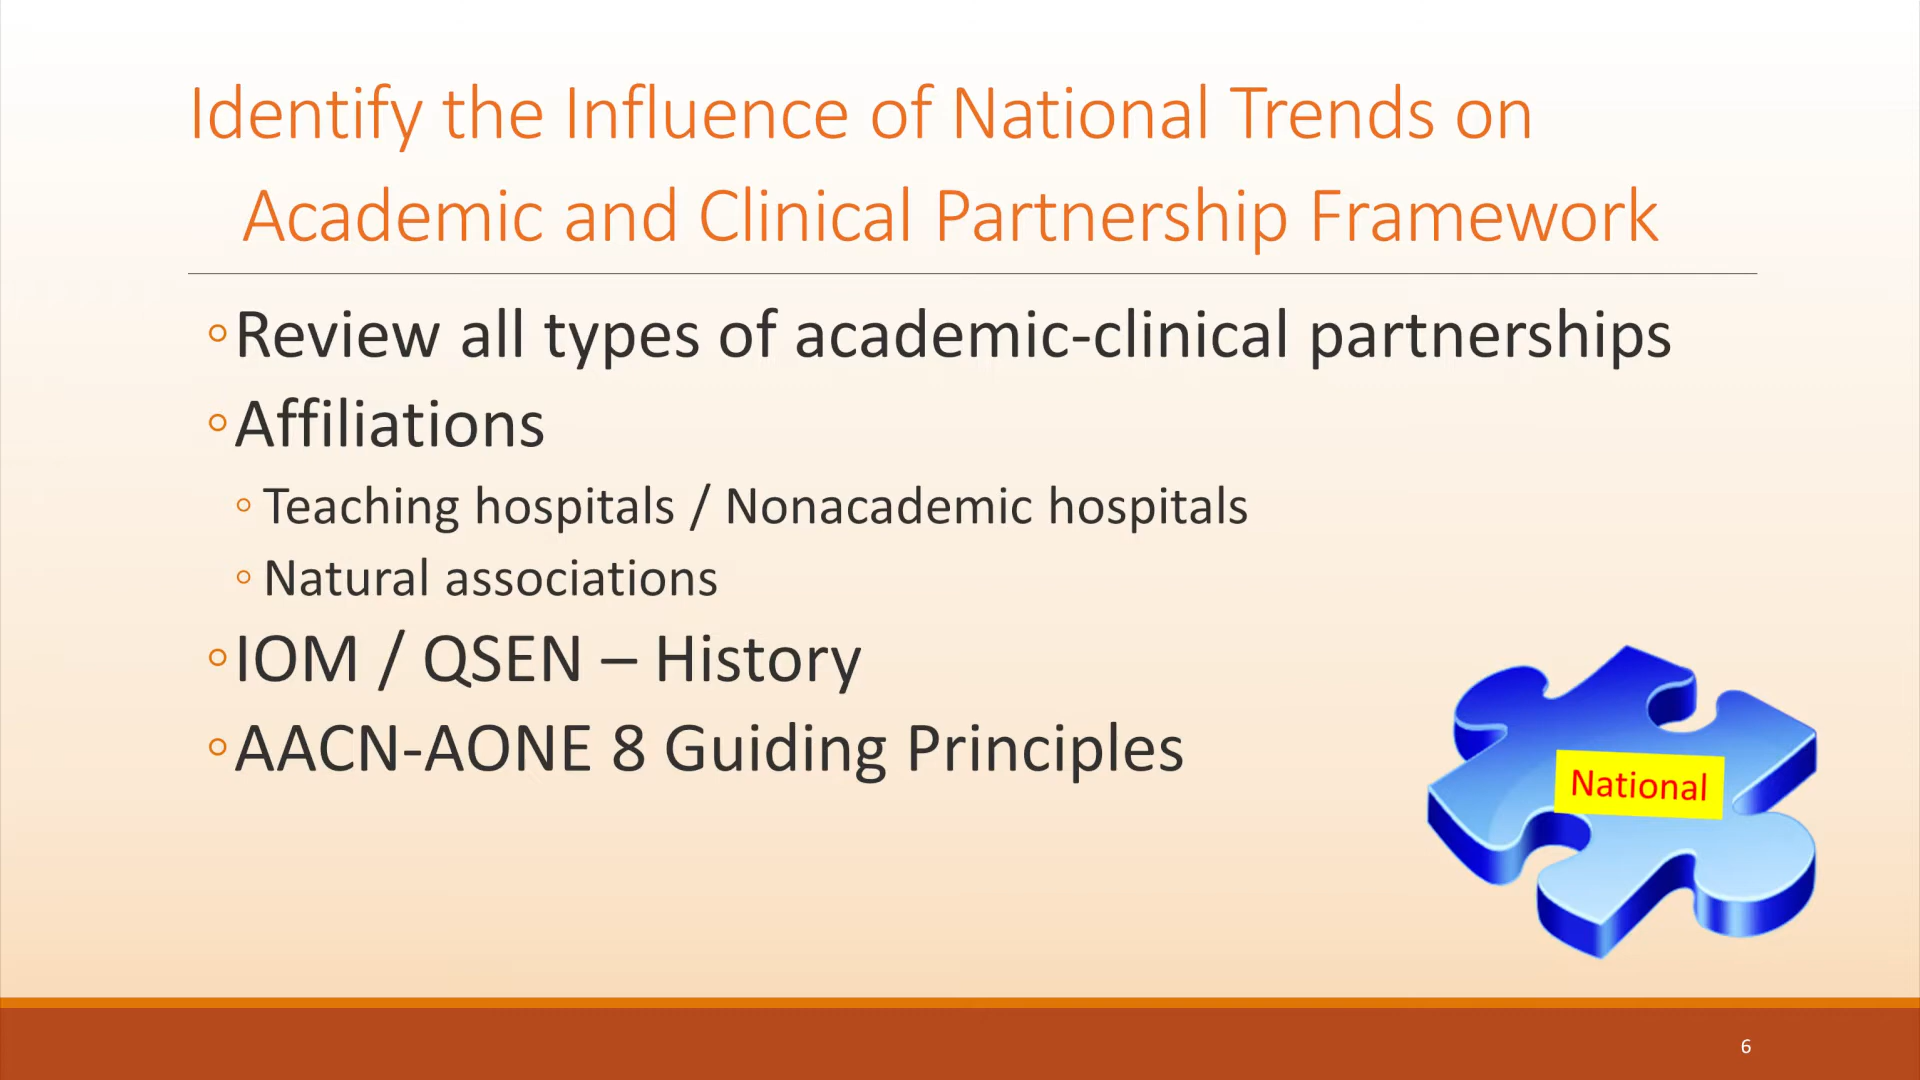 Identify the Influence of National Trends on
Academic and Clinical Partnership Framework
◦Review all types of academic-clinical partnerships
◦Affiliations
◦Teaching hospitals / Nonacademic hospitals
◦Natural associations
◦IOM / QSEN – History
◦AACN-AONE 8 Guiding Principles
National
6